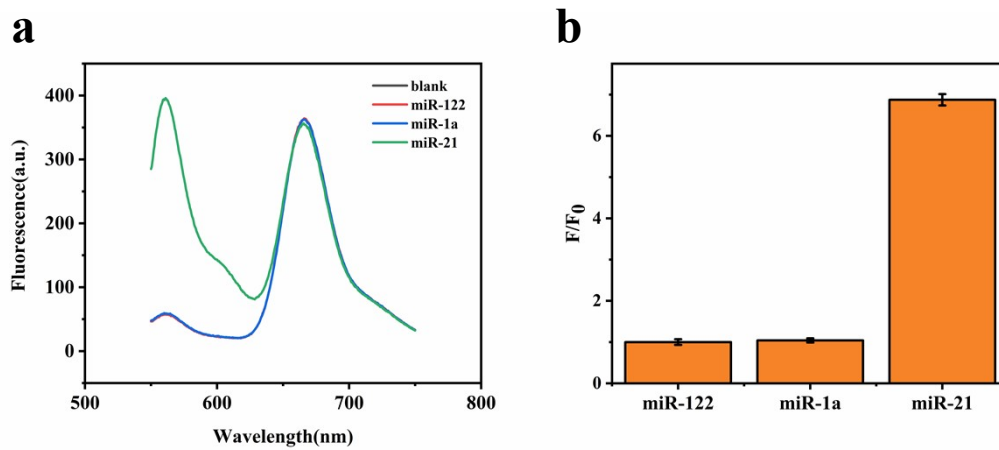 a
b
400
300
200
100
0
Fluorescence(a.u.)
blank
miR-122
miR-1a
miR-21
500
600
700
800
Wavelength(nm)
6
4
2
0
F/F0
miR-122
miR-1a
miR-21